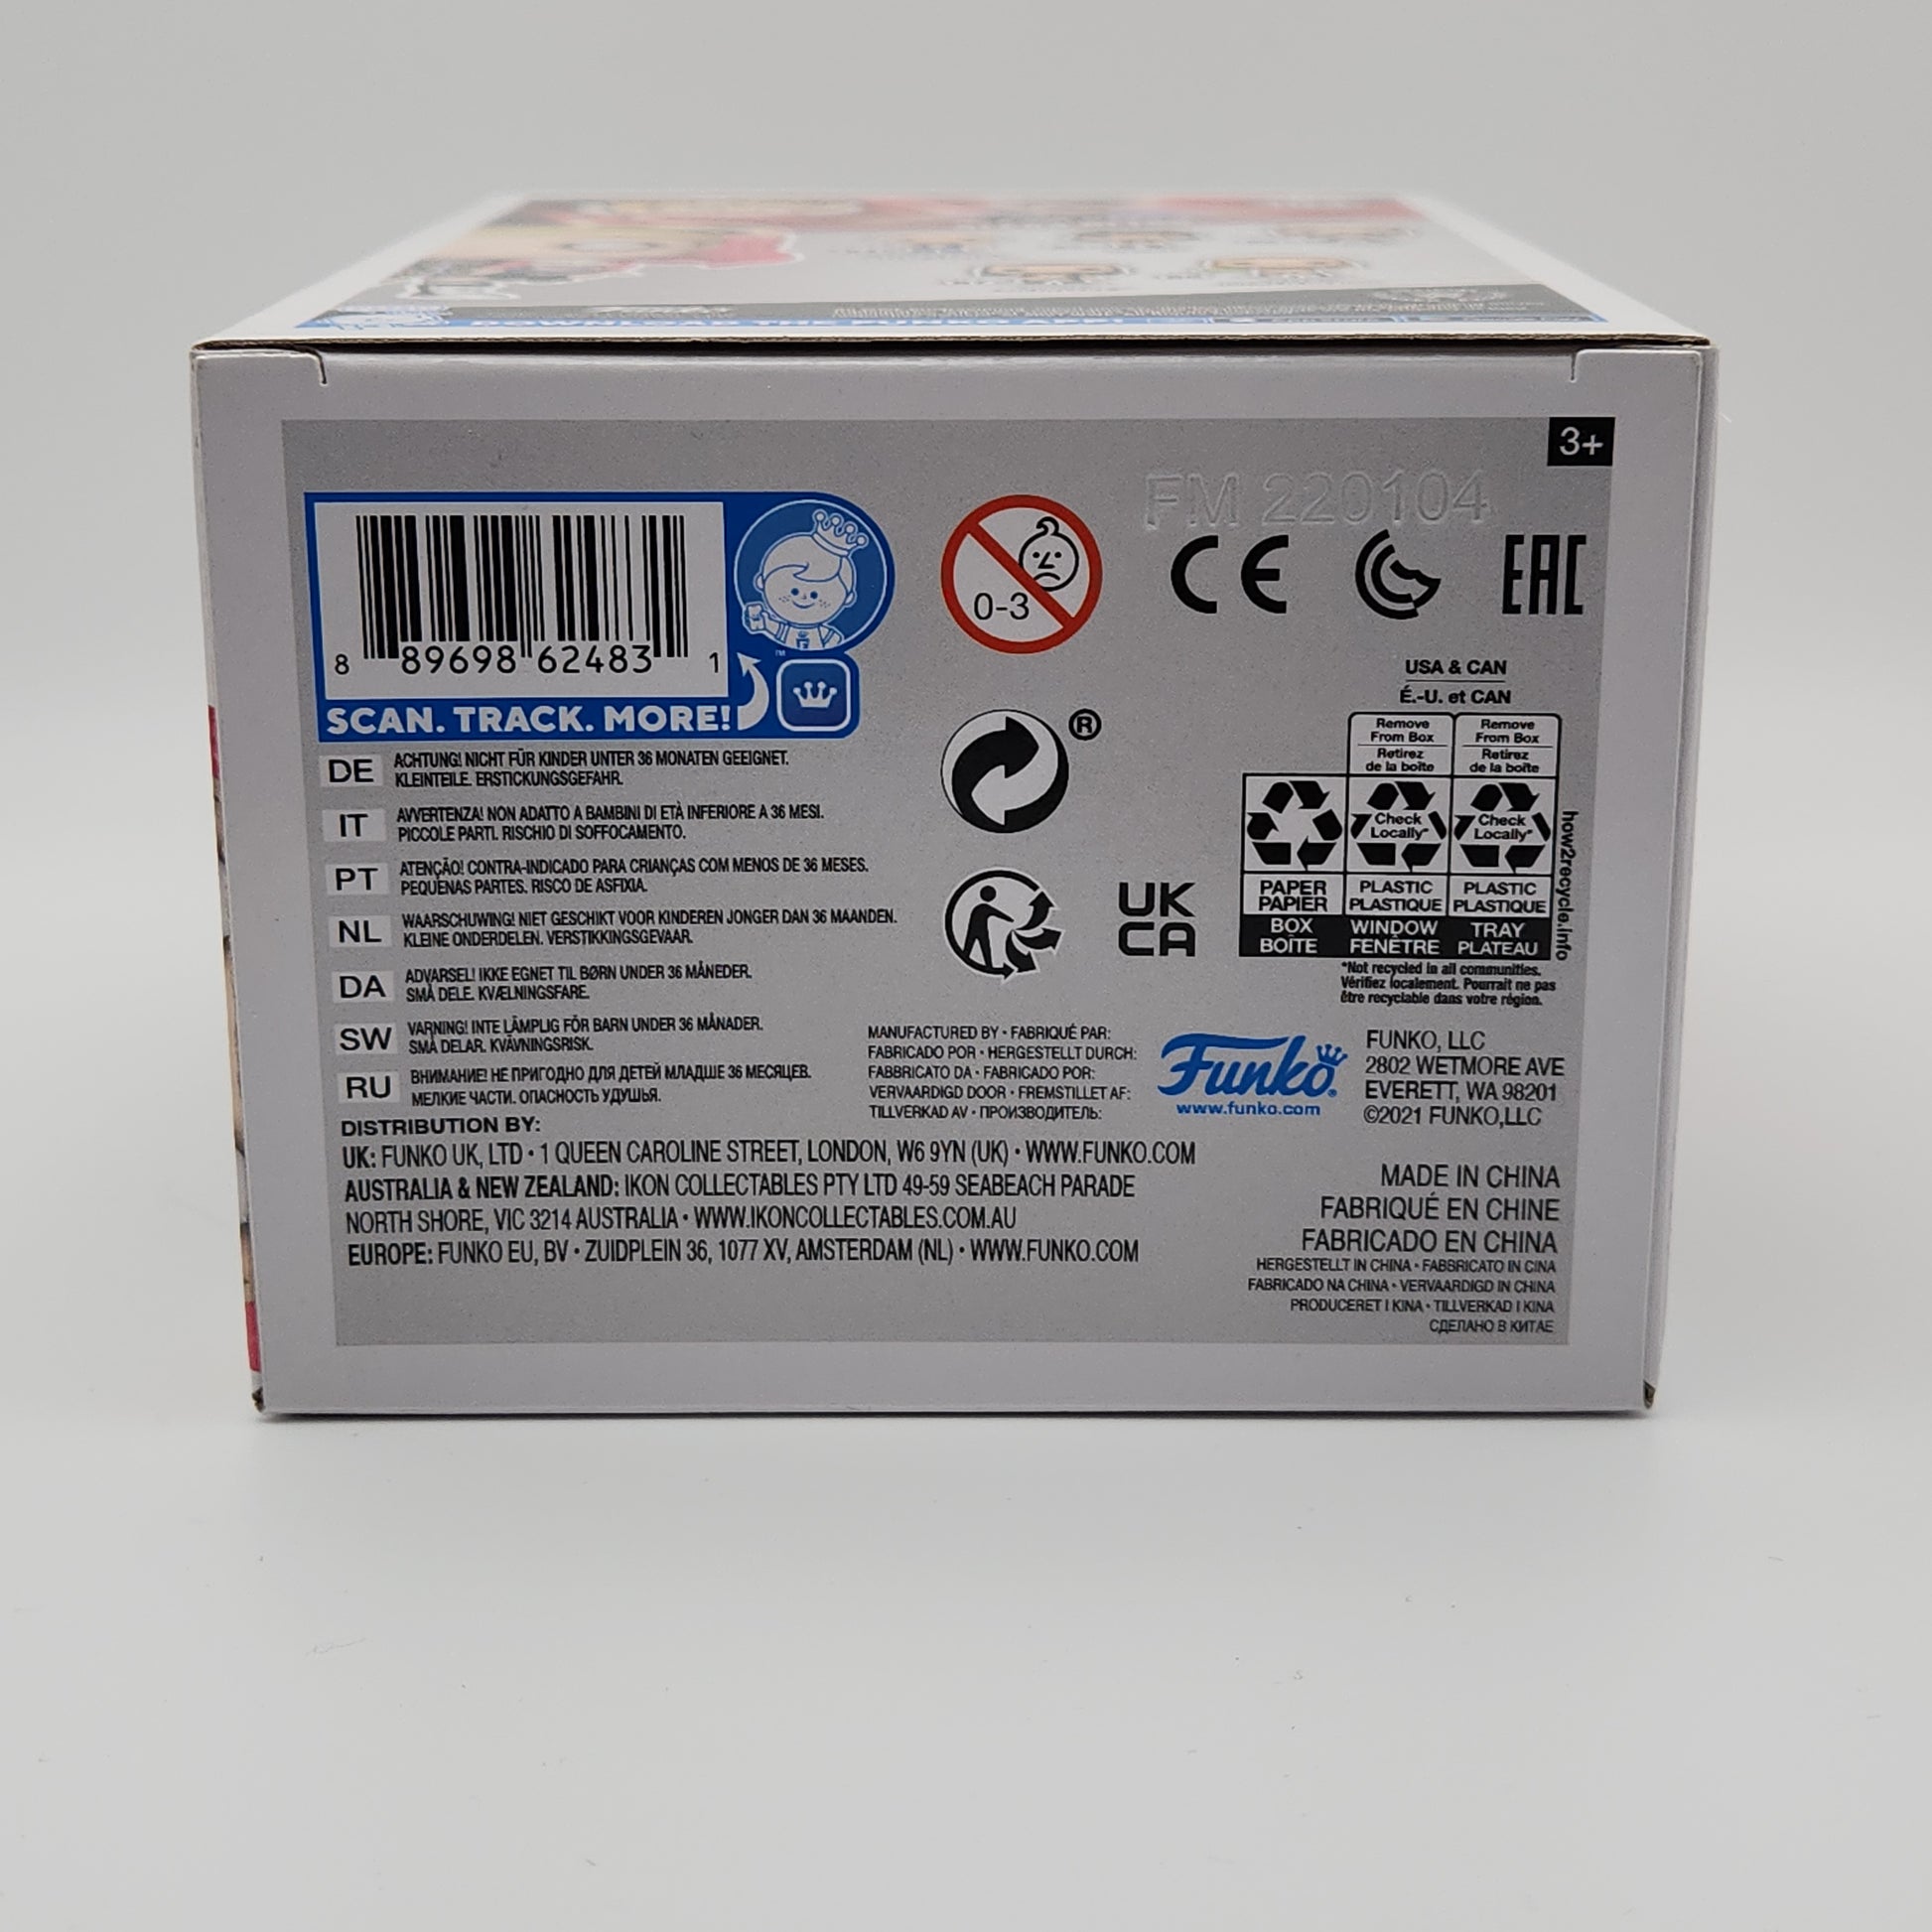 DOWNLOAD THE FUNKO APP!
3+
FM 220104
8 89698 62483 1
SCAN. TRACK. MORE!
™
0-3
CE
EAC
®
UK
CA
USA & CAN
É.-U. et CAN
Remove From Box
Retirez de la boîte
Remove From Box
Retirez de la boîte
Check Locally*
Check Locally*
PAPER
PAPIER
PLASTIC
PLASTIQUE
PLASTIC
PLASTIQUE
BOX
BOÎTE
WINDOW
FENÊTRE
TRAY
PLATEAU
how2recycle.info
*Not recycled in all communities.
Vérifiez localement. Pourrait ne pas
être recyclable dans votre région.
DE ACHTUNG! NICHT FÜR KINDER UNTER 36 MONATEN GEEIGNET.
KLEINTEILE. ERSTICKUNGSGEFAHR.
IT AVVERTENZA! NON ADATTO A BAMBINI DI ETÀ INFERIORE A 36 MESI.
PICCOLE PARTI. RISCHIO DI SOFFOCAMENTO.
PT ATENÇÃO! CONTRA-INDICADO PARA CRIANÇAS COM MENOS DE 36 MESES.
PEQUENAS PARTES. RISCO DE ASFIXIA.
NL WAARSCHUWING! NIET GESCHIKT VOOR KINDEREN JONGER DAN 36 MAANDEN.
KLEINE ONDERDELEN. VERSTIKKINGSGEVAAR.
DA ADVARSEL! IKKE EGNET TIL BØRN UNDER 36 MÅNEDER.
SMÅ DELE. KVÆLNINGSFARE.
SW VARNING! INTE LÄMPLIG FÖR BARN UNDER 36 MÅNADER.
SMÅ DELAR. KVÄVNINGSRISK.
RU ВНИМАНИЕ! НЕ ПРИГОДНО ДЛЯ ДЕТЕЙ МЛАДШЕ 36 МЕСЯЦЕВ.
МЕЛКИЕ ЧАСТИ. ОПАСНОСТЬ УДУШЬЯ.
MANUFACTURED BY • FABRIQUÉ PAR:
FABRICADO POR • HERGESTELLT DURCH:
FABBRICATO DA • FABRICADO POR:
VERVAARDIGD DOOR • FREMSTILLET AF:
TILLVERKAD AV • ПРОИЗВОДИТЕЛЬ:
Funko®
www.funko.com
FUNKO, LLC
2802 WETMORE AVE
EVERETT, WA 98201
©2021 FUNKO,LLC
DISTRIBUTION BY:
UK: FUNKO UK, LTD • 1 QUEEN CAROLINE STREET, LONDON, W6 9YN (UK) • WWW.FUNKO.COM
AUSTRALIA & NEW ZEALAND: IKON COLLECTABLES PTY LTD 49-59 SEABEACH PARADE
NORTH SHORE, VIC 3214 AUSTRALIA • WWW.IKONCOLLECTABLES.COM.AU
EUROPE: FUNKO EU, BV • ZUIDPLEIN 36, 1077 XV, AMSTERDAM (NL) • WWW.FUNKO.COM
MADE IN CHINA
FABRIQUÉ EN CHINE
FABRICADO EN CHINA
HERGESTELLT IN CHINA • FABBRICATO IN CINA
FABRICADO NA CHINA • VERVAARDIGD IN CHINA
PRODUCERET I KINA • TILLVERKAD I KINA
СДЕЛАНО В КИТАЕ